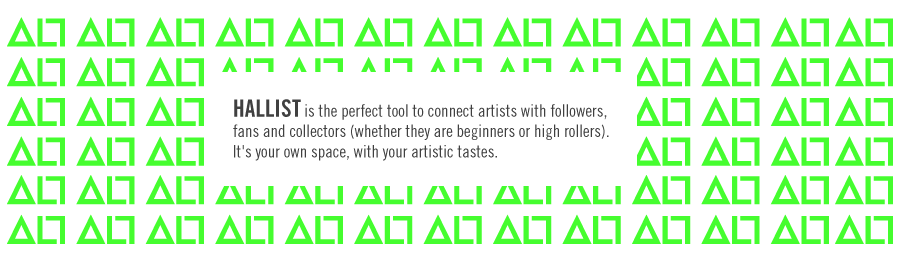 HALLIST is the perfect tool to connect artists with followers,
fans and collectors (whether they are beginners or high rollers).
It's your own space, with your artistic tastes.